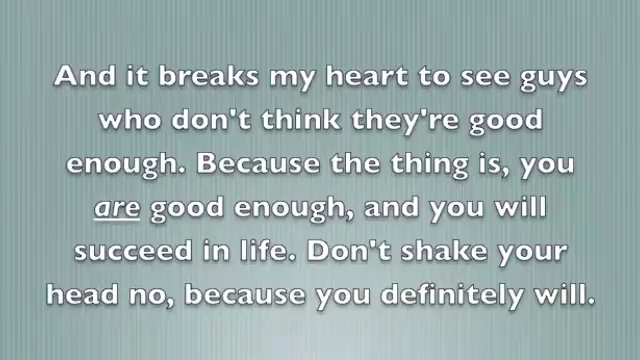 And it breaks my heart to see guys
who don't think they're good
enough. Because the thing is, you
are good enough, and you will
succeed in life. Don't shake your
head no, because you definitely will.